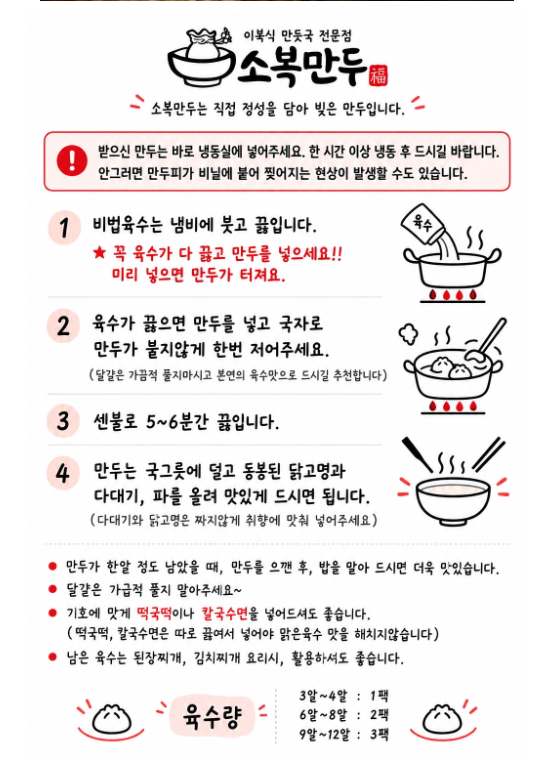 이북식 만둣국 전문점
소복만두 福
소복만두는 직접 정성을 담아 빚은 만두입니다.
! 받으신 만두는 바로 냉동실에 넣어주세요. 한 시간 이상 냉동 후 드시길 바랍니다.
안그러면 만두피가 비닐에 붙어 찢어지는 현상이 발생할 수도 있습니다.
1 비법육수는 냄비에 붓고 끓입니다.
★ 꼭 육수가 다 끓고 만두를 넣으세요!!
미리 넣으면 만두가 터져요.
육수
2 육수가 끓으면 만두를 넣고 국자로
만두가 붙지않게 한번 저어주세요.
(달걀은 가끔적 풀지마시고 본연의 육수맛으로 드시길 추천합니다)
3 센불로 5~6분간 끓입니다.
4 만두는 국그릇에 덜고 동봉된 닭고명과
다대기, 파를 올려 맛있게 드시면 됩니다.
(다대기와 닭고명은 짜지않게 취향에 맞춰 넣어주세요)
• 만두가 한알 정도 남았을 때, 만두를 으깬 후, 밥을 말아 드시면 더욱 맛있습니다.
• 달걀은 가급적 풀지 말아주세요~
• 기호에 맞게 떡국떡이나 칼국수면을 넣어드셔도 좋습니다.
(떡국떡, 칼국수면은 따로 끓여서 넣어야 맑은육수 맛을 해치지않습니다)
• 남은 육수는 된장찌개, 김치찌개 요리시, 활용하셔도 좋습니다.
육수량
3알~4알 : 1팩
6알~8알 : 2팩
9알~12알 : 3팩